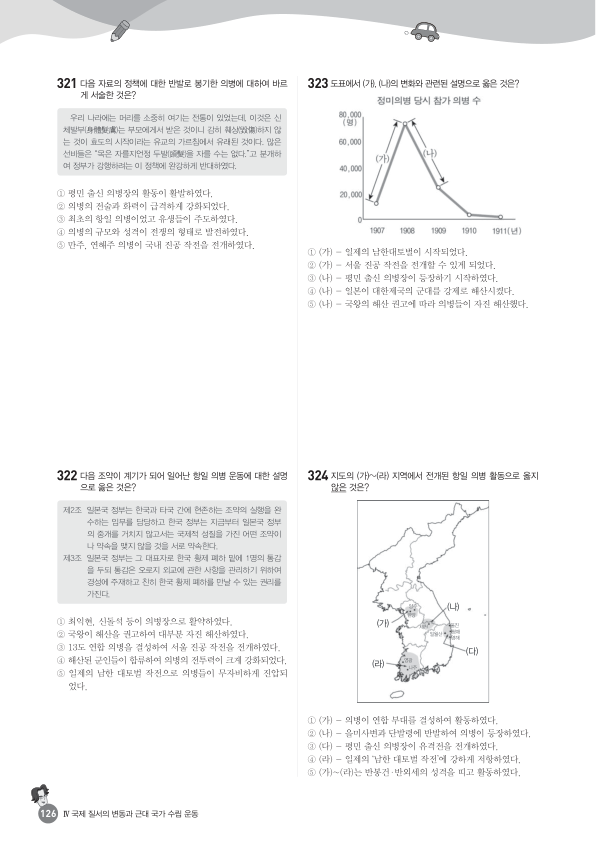 321 다음 자료의 정책에 대한 반발로 봉기한 의병에 대하여 바르
게 서술한 것은?
우리 나라에는 머리를 소중히 여기는 전통이 있었는데, 이것은 신
체발부(身體髮膚)는 부모에게서 받은 것이니 감히 훼상(毁傷)하지 않
는 것이 효도의 시작이라는 유교의 가르침에서 유래된 것이다. 많은
선비들은 “목은 자를지언정 두발(頭髮)을 자를 수는 없다.”고 분개하
여 정부가 강행하려는 이 정책에 완강하게 반대하였다.
① 평민 출신 의병장의 활동이 활발하였다.
② 의병의 전술과 화력이 급격하게 강화되었다.
③ 최초의 항일 의병이었고 유생들이 주도하였다.
④ 의병의 규모와 성격이 전쟁의 형태로 발전하였다.
⑤ 만주, 연해주 의병이 국내 진공 작전을 전개하였다.
322 다음 조약이 계기가 되어 일어난 항일 의병 운동에 대한 설명
으로 옳은 것은?
제2조 일본국 정부는 한국과 타국 간에 현존하는 조약의 실행을 완
수하는 임무를 담당하고 한국 정부는 지금부터 일본국 정부
의 중개를 거치지 않고서는 국제적 성질을 가진 어떤 조약이
나 약속을 맺지 않을 것을 서로 약속한다.
제3조 일본국 정부는 그 대표자로 한국 황제 폐하 밑에 1명의 통감
을 두되 통감은 오로지 외교에 관한 사항을 관리하기 위하여
경성에 주재하고 친히 한국 황제 폐하를 만날 수 있는 권리를
가진다.
① 최익현, 신돌석 등이 의병장으로 활약하였다.
② 국왕이 해산을 권고하여 대부분 자진 해산하였다.
③ 13도 연합 의병을 결성하여 서울 진공 작전을 전개하였다.
④ 해산된 군인들이 합류하여 의병의 전투력이 크게 강화되었다.
⑤ 일제의 남한 대토벌 작전으로 의병들이 무자비하게 진압되
었다.
323 도표에서 (가), (나)의 변화와 관련된 설명으로 옳은 것은?
정미의병 당시 참가 의병 수
80,000
(명)
60,000
40,000
20,000
0
(가)
(나)
1907 1908 1909 1910 1911(년)
① (가) - 일제의 남한대토벌이 시작되었다.
② (가) - 서울 진공 작전을 전개할 수 있게 되었다.
③ (나) - 평민 출신 의병장이 등장하기 시작하였다.
④ (나) - 일본이 대한제국의 군대를 강제로 해산시켰다.
⑤ (나) - 국왕의 해산 권고에 따라 의병들이 자진 해산했다.
324 지도의 (가)~(라) 지역에서 전개된 항일 의병 활동으로 옳지
않은 것은?
(가)
(나)
(다)
(라)
① (가) - 의병이 연합 부대를 결성하여 활동하였다.
② (나) - 을미사변과 단발령에 반발하여 의병이 등장하였다.
③ (다) - 평민 출신 의병장이 유격전을 전개하였다.
④ (라) - 일제의 ‘남한 대토벌 작전’에 강하게 저항하였다.
⑤ (가)~(라)는 반봉건·반외세의 성격을 띠고 활동하였다.
126 Ⅳ 국제 질서의 변동과 근대 국가 수립 운동